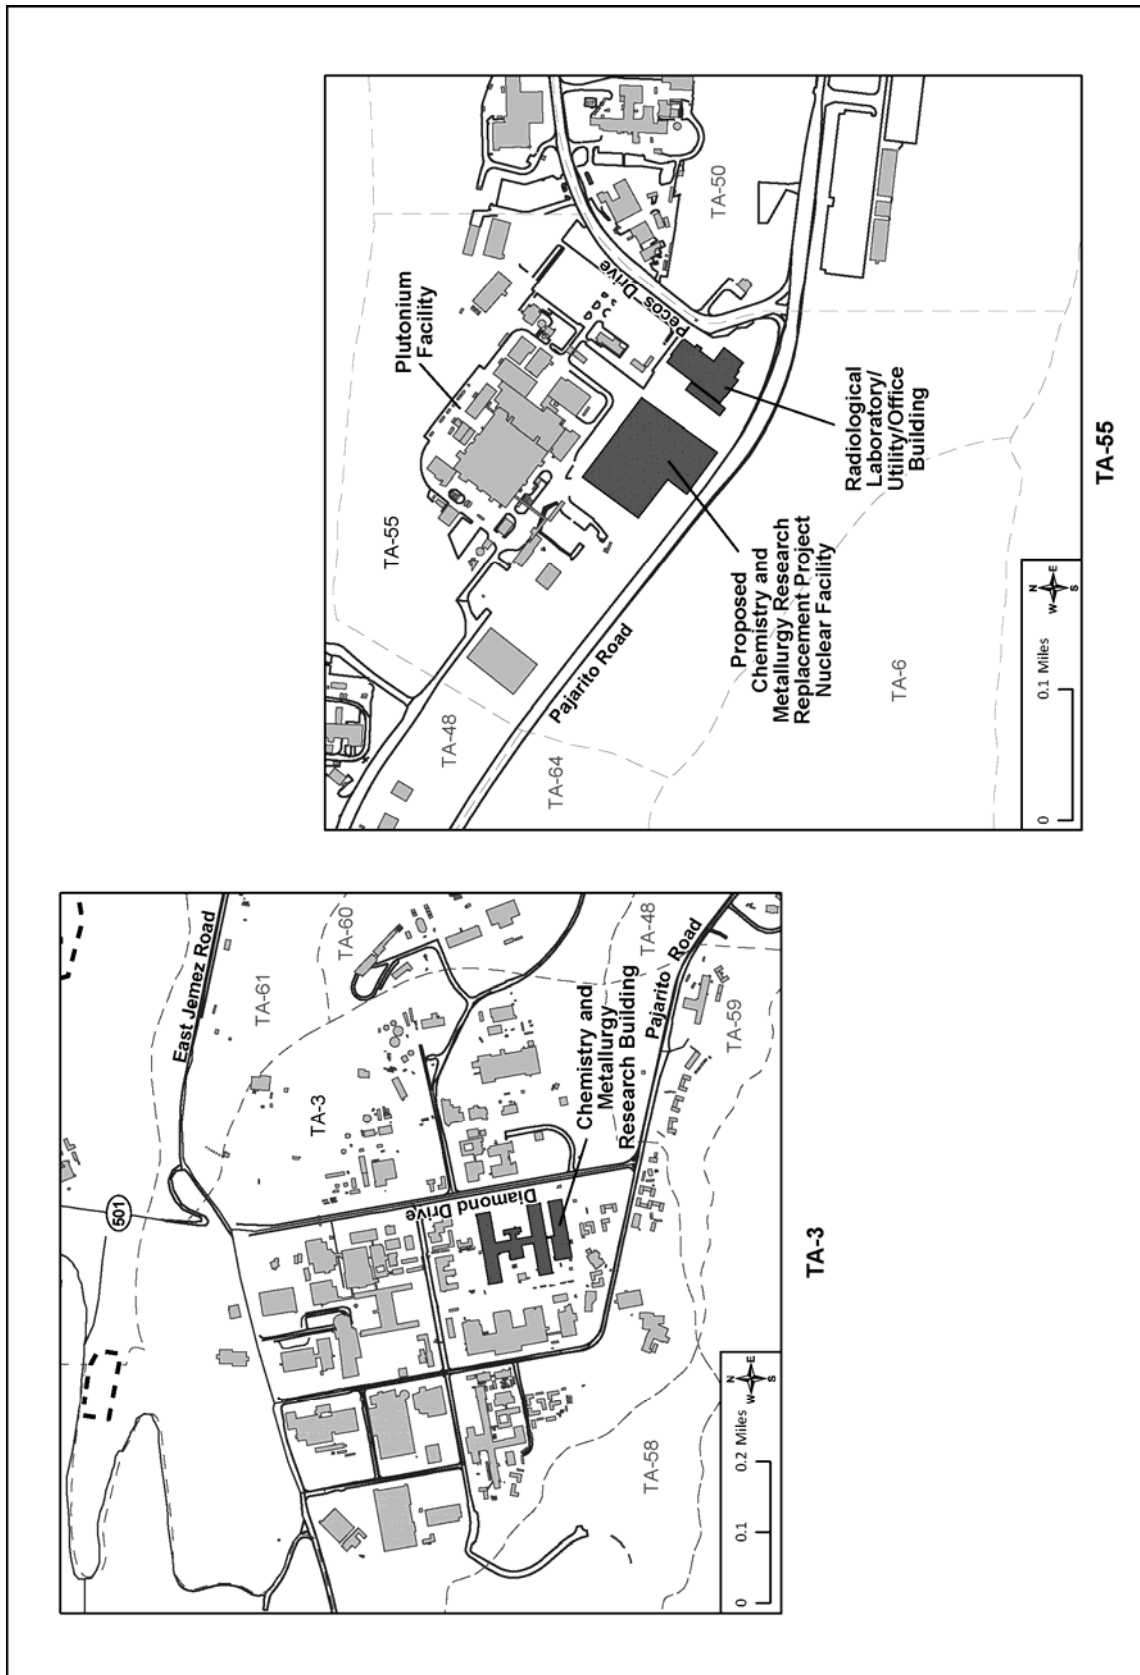 East Jemez Road
501
TA-61
TA-60
TA-3
Diamond Drive
Chemistry and
Metallurgy
Research Building
TA-48
Pajarito Road
TA-59
TA-58
0
0.1
0.2 Miles
N
W
E
S
TA-3
Plutonium
Facility
TA-55
TA-50
Pecos Drive
TA-48
TA-64
Pajarito Road
Proposed
Chemistry and
Metallurgy Research
Replacement Project
Nuclear Facility
Radiological
Laboratory/
Utility/Office
Building
TA-6
0
0.1 Miles
N
W
E
S
TA-55